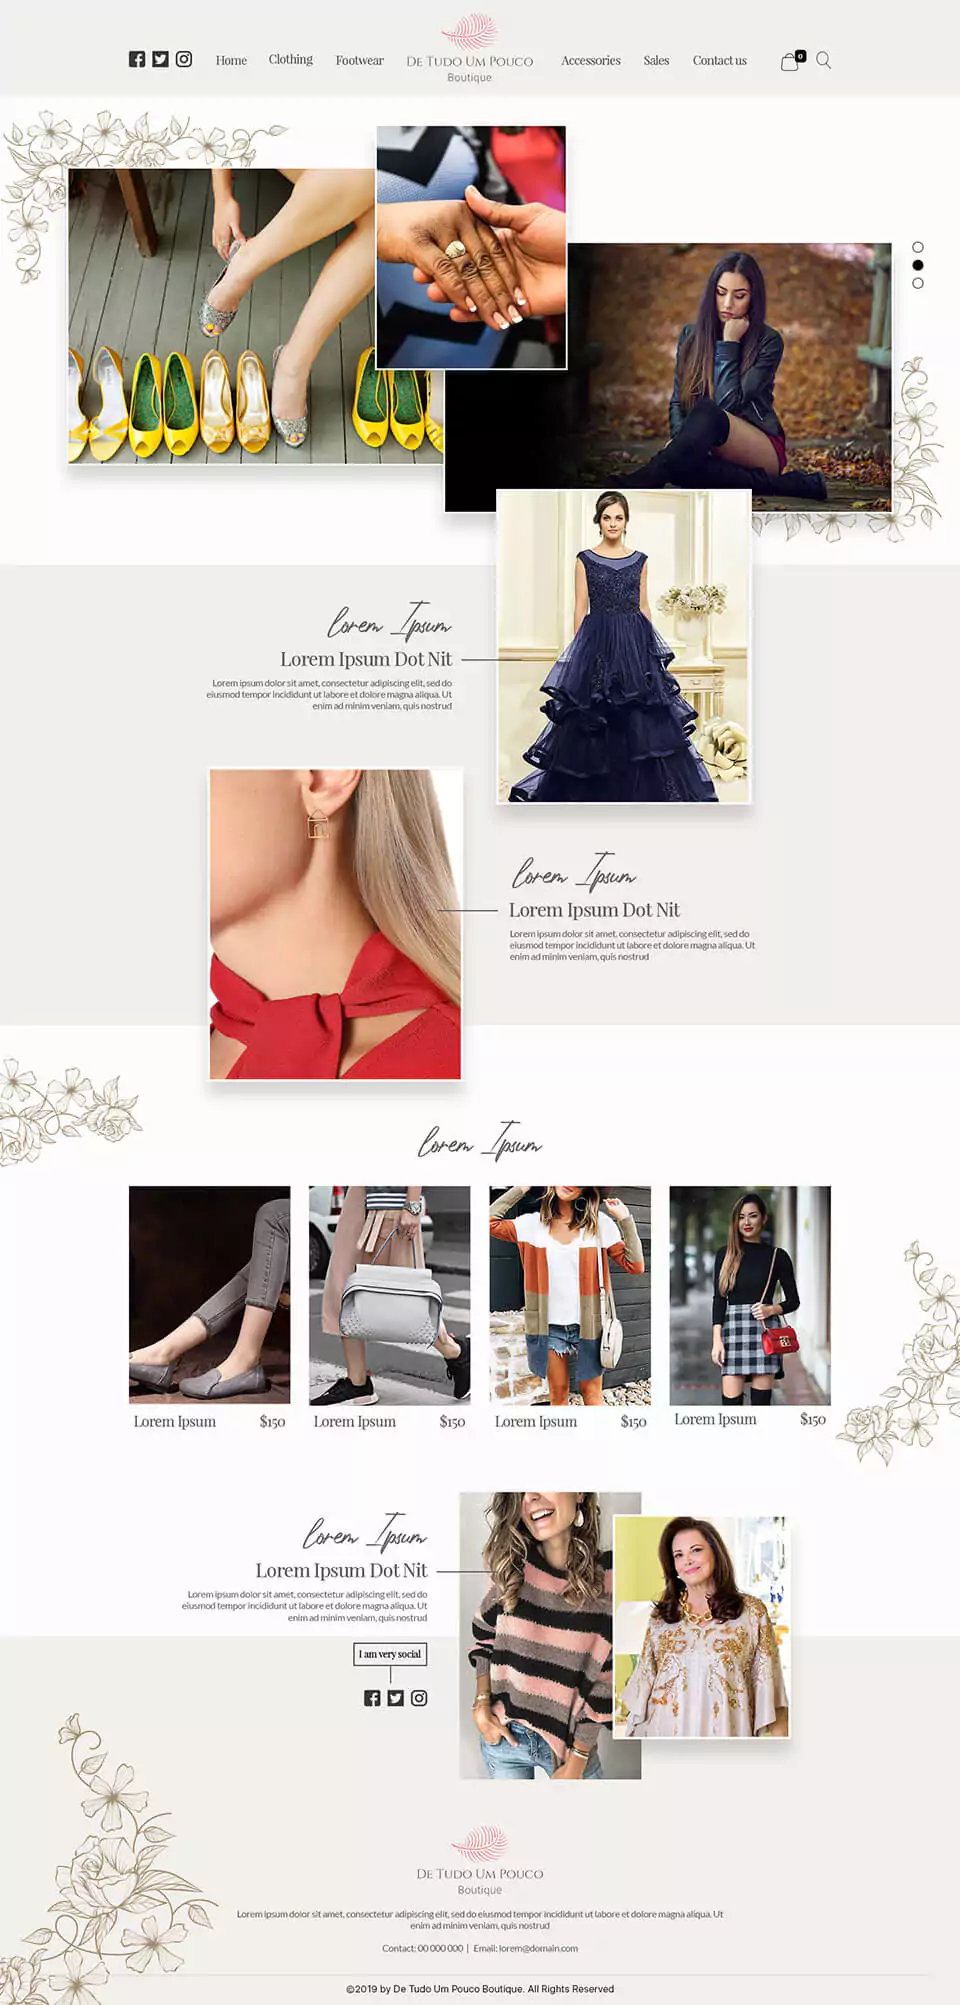 Home
Clothing
Footwear
DE TUDO UM POUCO
Boutique
Accessories
Sales
Contact us
0
lorem Ipsum
Lorem Ipsum Dot Nit
Lorem ipsum dolor sit amet, consectetur adipiscing elit, sed do
eiusmod tempor incididunt ut labore et dolore magna aliqua. Ut
enim ad minim veniam, quis nostrud
lorem Ipsum
Lorem Ipsum Dot Nit
Lorem ipsum dolor sit amet, consectetur adipiscing elit, sed do
eiusmod tempor incididunt ut labore et dolore magna aliqua. Ut
enim ad minim veniam, quis nostrud
lorem Ipsum
Lorem Ipsum $150
Lorem Ipsum $150
Lorem Ipsum $150
Lorem Ipsum $150
lorem Ipsum
Lorem Ipsum Dot Nit
Lorem ipsum dolor sit amet, consectetur adipiscing elit, sed do
eiusmod tempor incididunt ut labore et dolore magna aliqua. Ut
enim ad minim veniam, quis nostrud
I am very social
DE TUDO UM POUCO
Boutique
Lorem ipsum dolor sit amet, consectetur adipiscing elit, sed do eiusmod tempor incididunt ut labore et dolore magna aliqua. Ut
enim ad minim veniam, quis nostrud
Contact: 00 000 000 | Email: lorem@domain.com
©2019 by De Tudo Um Pouco Boutique. All Rights Reserved